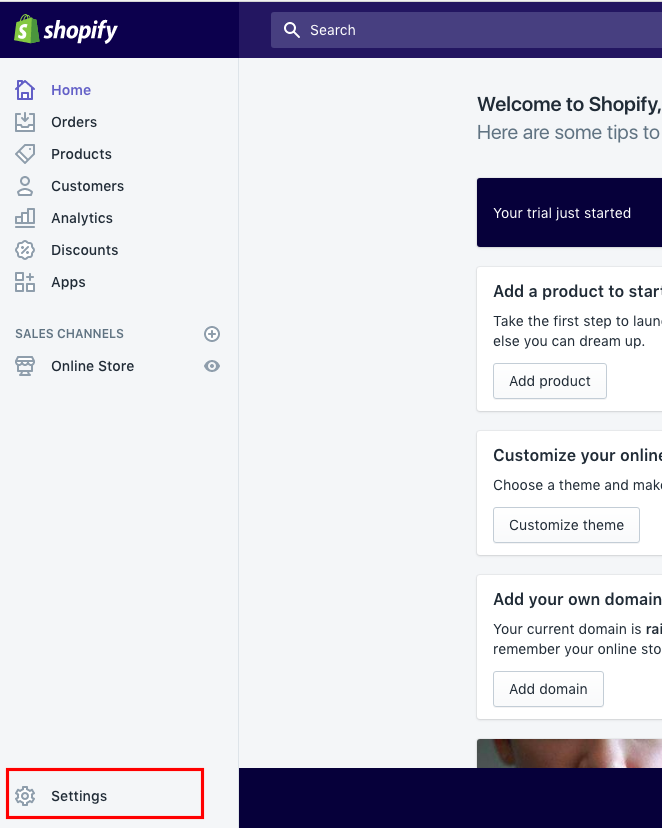 shopify
Search
Home
Orders
Products
Customers
Analytics
Discounts
Apps
SALES CHANNELS
Online Store
Settings
Welcome to Shopify,
Here are some tips to
Your trial just started
Add a product to start
Take the first step to laun
else you can dream up.
Add product
Customize your online
Choose a theme and make
Customize theme
Add your own domain
Your current domain is rai
remember your online sto
Add domain